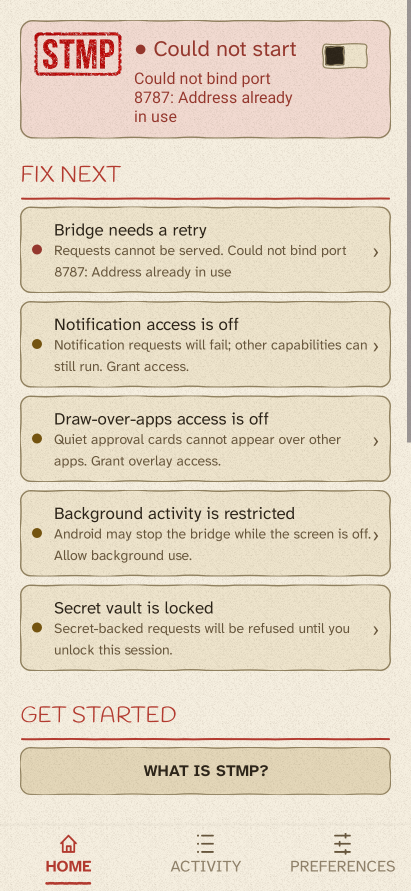 STMP
● Could not start
Could not bind port
8787: Address already
in use
FIX NEXT
Bridge needs a retry
Requests cannot be served. Could not bind port
8787: Address already in use
Notification access is off
Notification requests will fail; other capabilities can
still run. Grant access.
Draw-over-apps access is off
Quiet approval cards cannot appear over other
apps. Grant overlay access.
Background activity is restricted
Android may stop the bridge while the screen is off.
Allow background use.
Secret vault is locked
Secret-backed requests will be refused until you
unlock this session.
GET STARTED
WHAT IS STMP?
HOME
ACTIVITY
PREFERENCES